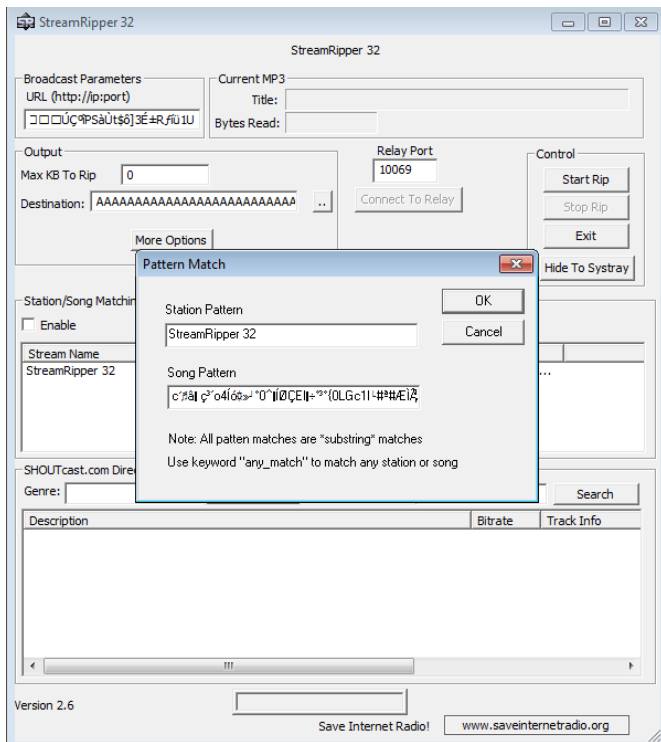 StreamRipper 32
StreamRipper 32
Broadcast Parameters
URL (http://ip:port)
Current MP3
Title:
Bytes Read:
Output
Max KB To Rip
0
Destination:
AAAAAAAAAAAAAAAAAAAAAAAAAA
..
More Options
Relay Port
10069
Connect To Relay
Control
Start Rip
Stop Rip
Exit
Hide To Systray
Pattern Match
Station Pattern
StreamRipper 32
Song Pattern
OK
Cancel
Note: All patten matches are *substring* matches
Use keyword "any_match" to match any station or song
Station/Song Matchin
Enable
Stream Name
StreamRipper 32
...
SHOUTcast.com Direc
Genre:
Search
Description
Bitrate
Track Info
Version 2.6
Save Internet Radio!
www.saveinternetradio.org